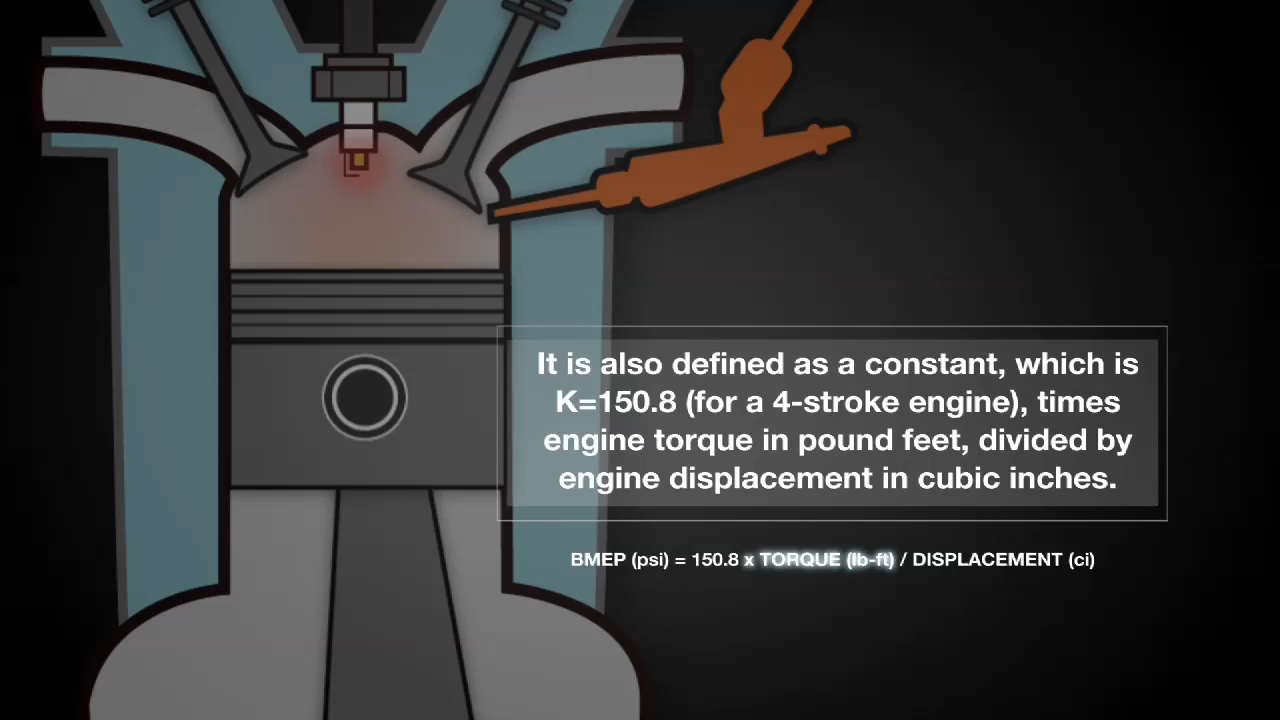 It is also defined as a constant, which is
K=150.8 (for a 4-stroke engine), times
engine torque in pound feet, divided by
engine displacement in cubic inches.
BMEP (psi) = 150.8 x TORQUE (lb-ft) / DISPLACEMENT (ci)